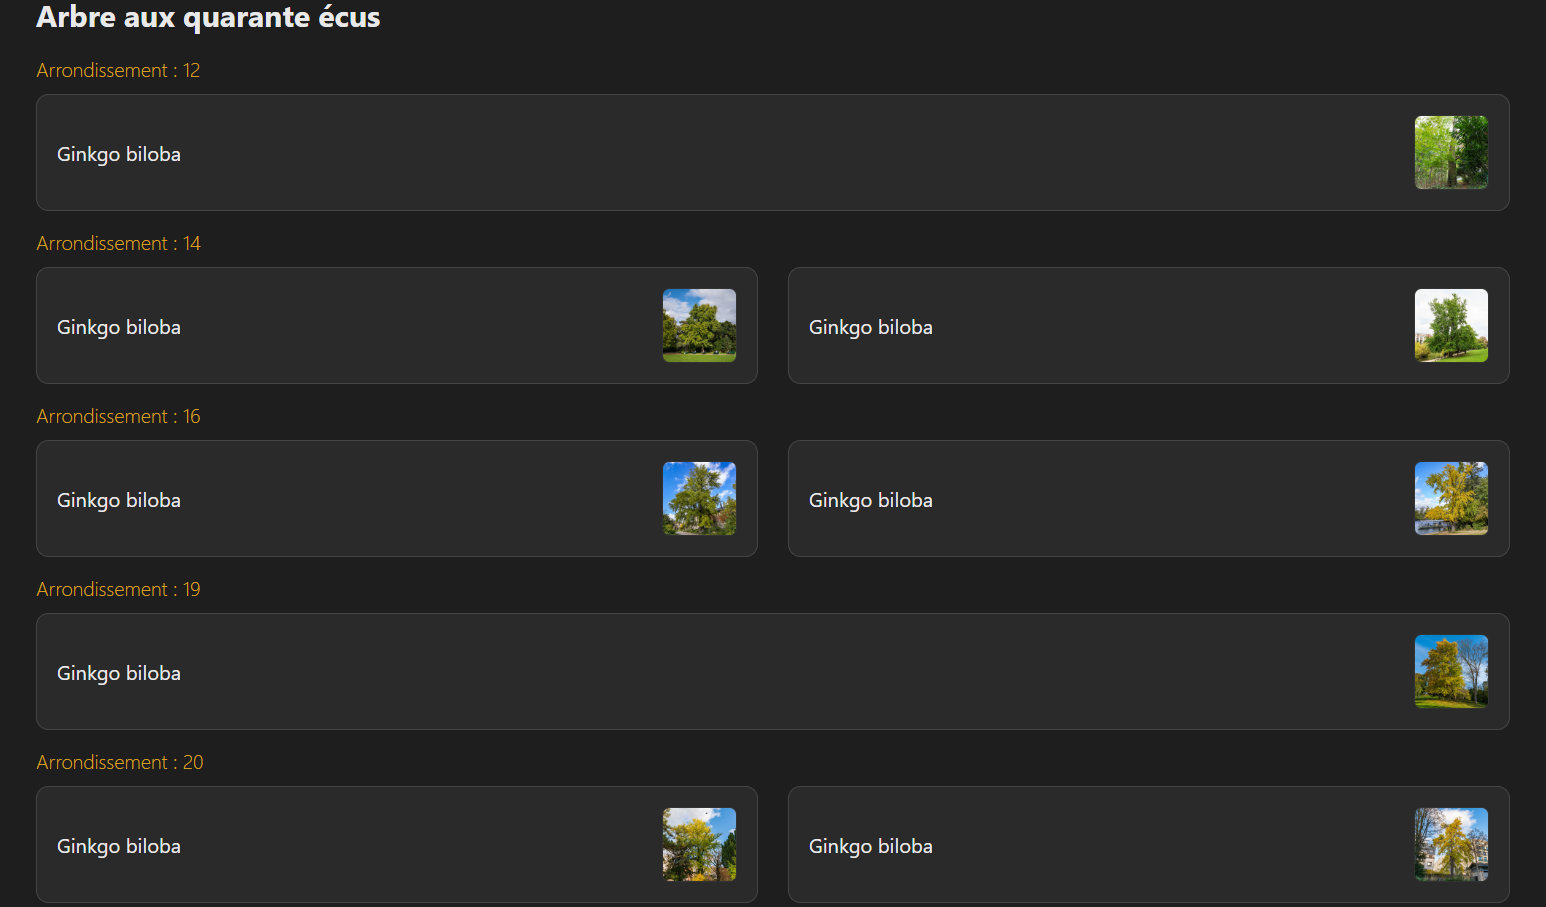 Arbre aux quarante écus
Arrondissement : 12
Ginkgo biloba
Arrondissement : 14
Ginkgo biloba
Ginkgo biloba
Arrondissement : 16
Ginkgo biloba
Ginkgo biloba
Arrondissement : 19
Ginkgo biloba
Arrondissement : 20
Ginkgo biloba
Ginkgo biloba